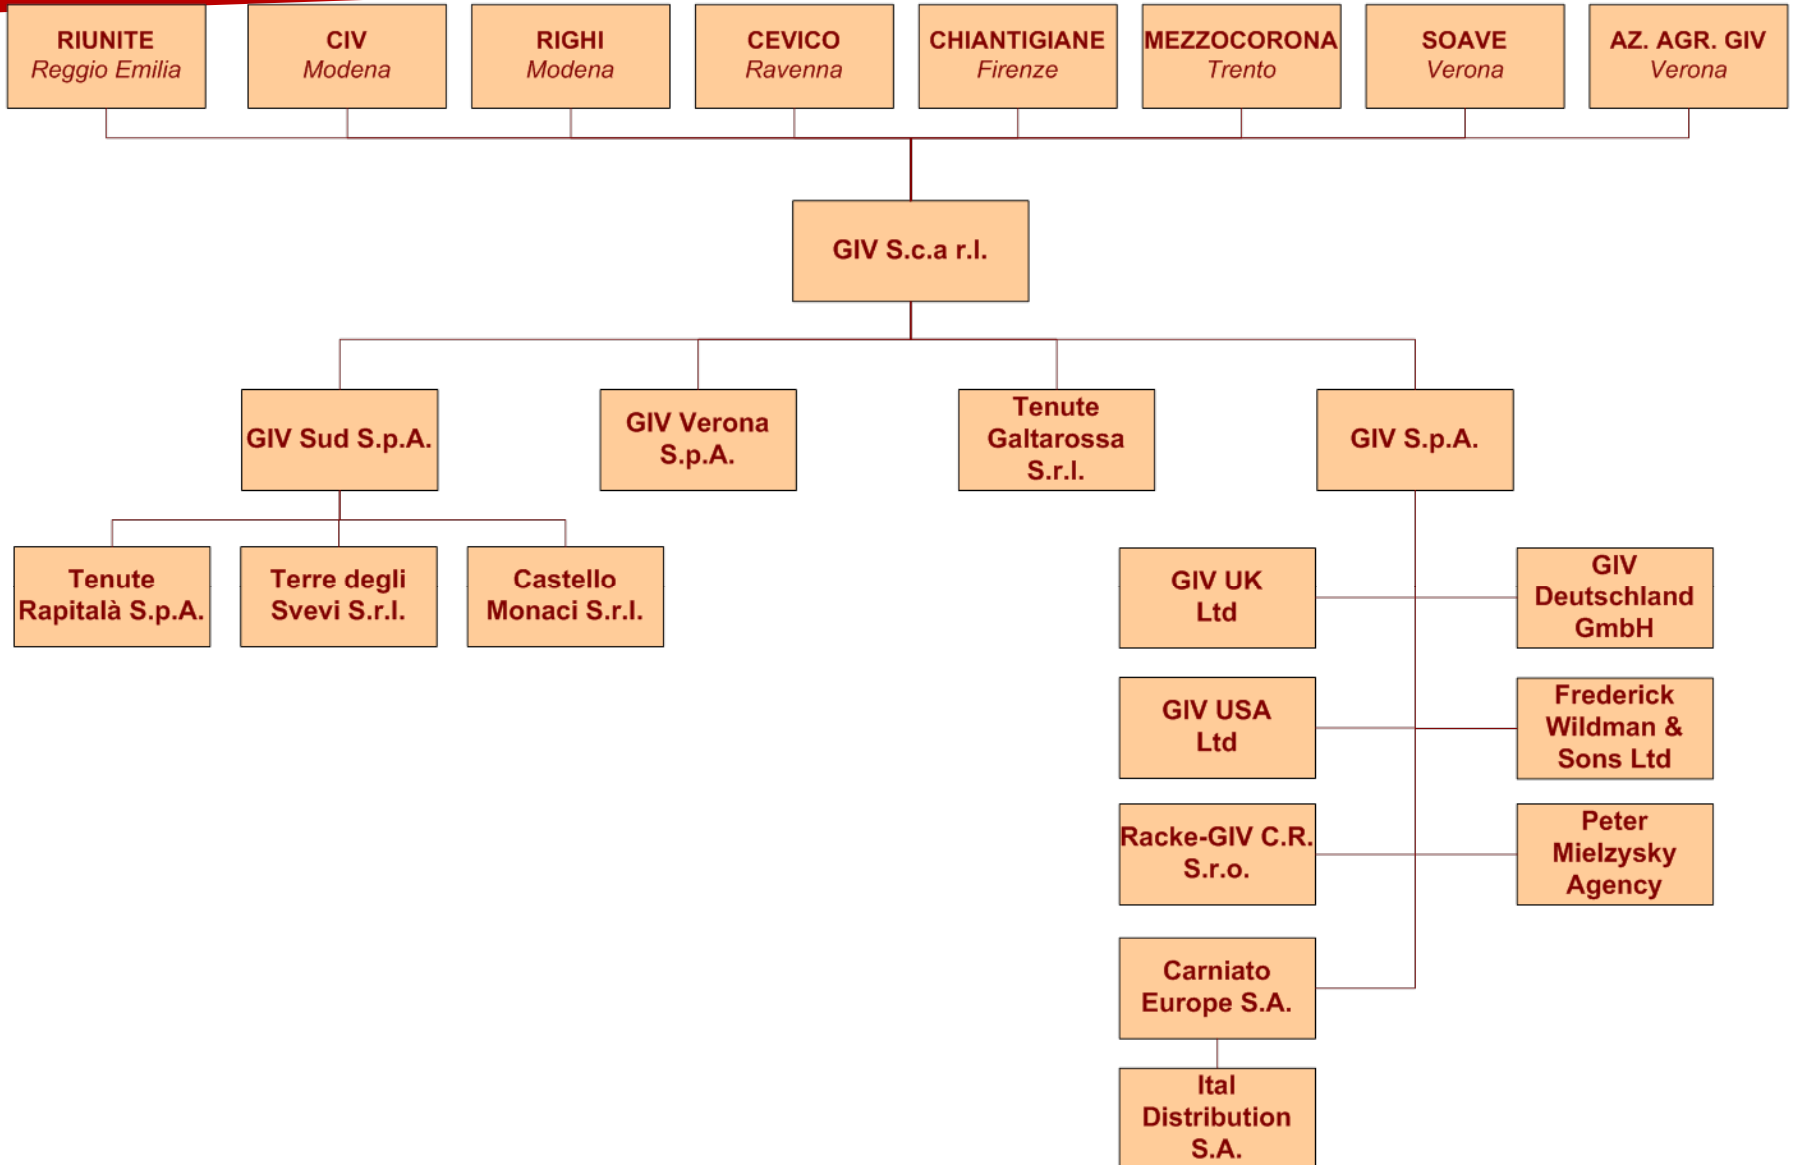 RIUNITE
Reggio Emilia
CIV
Modena
RIGHI
Modena
CEVICO
Ravenna
CHIANTIGIANE
Firenze
MEZZOCORONA
Trento
SOAVE
Verona
AZ. AGR. GIV
Verona
GIV S.c.a r.l.
GIV Sud S.p.A.
GIV Verona
S.p.A.
Tenute
Galtarossa
S.r.l.
GIV S.p.A.
Tenute
Rapitalà S.p.A.
Terre degli
Svevi S.r.l.
Castello
Monaci S.r.l.
GIV UK
Ltd
GIV
Deutschland
GmbH
GIV USA
Ltd
Frederick
Wildman &
Sons Ltd
Racke-GIV C.R.
S.r.o.
Peter
Mielzysky
Agency
Carniato
Europe S.A.
Ital
Distribution
S.A.